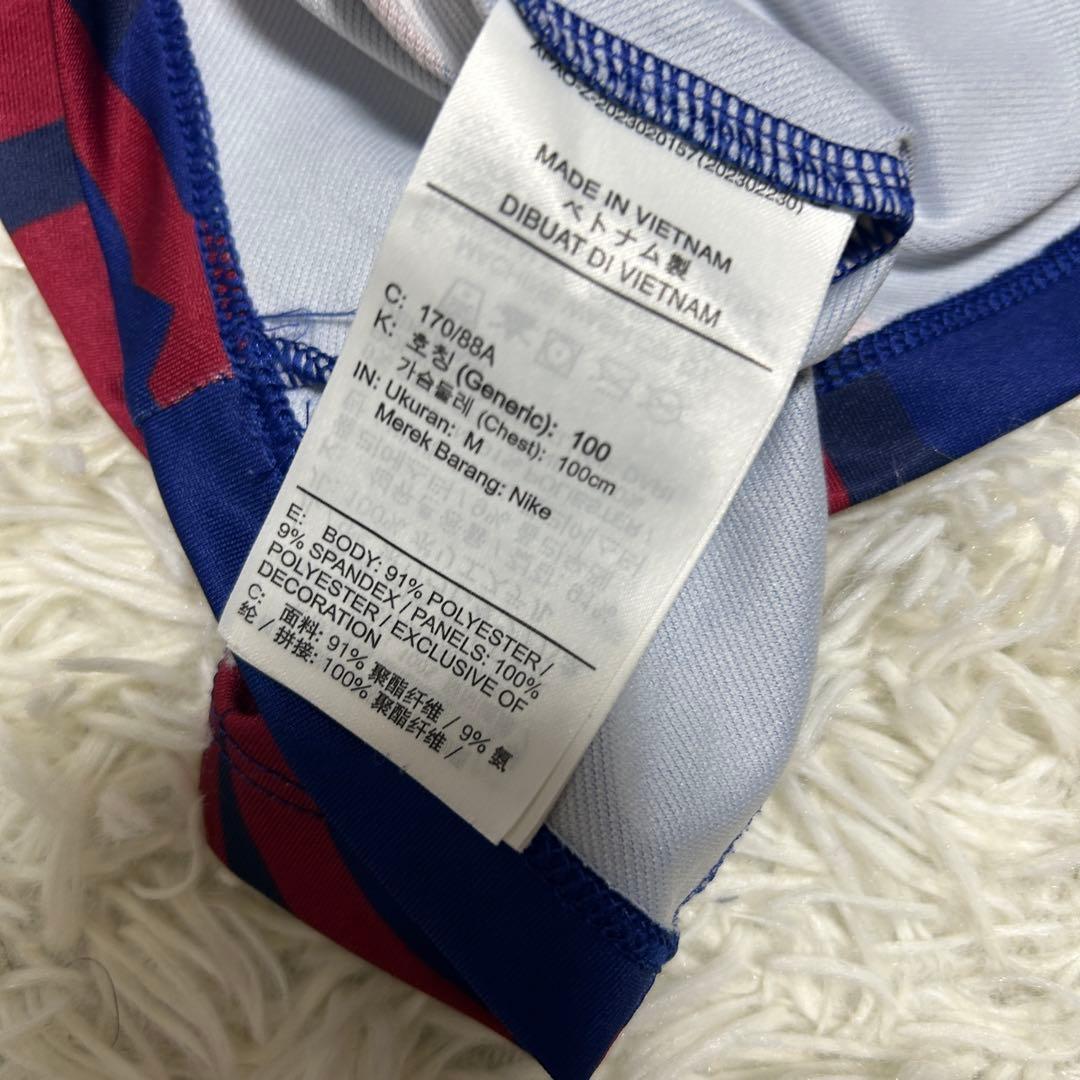 MADE IN VIETNAM
ベトナム製
DIBUAT DI VIETNAM
C: 170/88A
K: 호칭 (Generic): 100
가슴둘레 (Chest): 100cm
IN: Ukuran: M
Merek Barang: Nike
E: BODY: 91% POLYESTER /
9% SPANDEX / PANELS: 100%
POLYESTER / EXCLUSIVE OF
DECORATION
C: 面料: 91% 聚酯纤维 / 9% 氨
纶 / 拼接: 100% 聚酯纤维 /